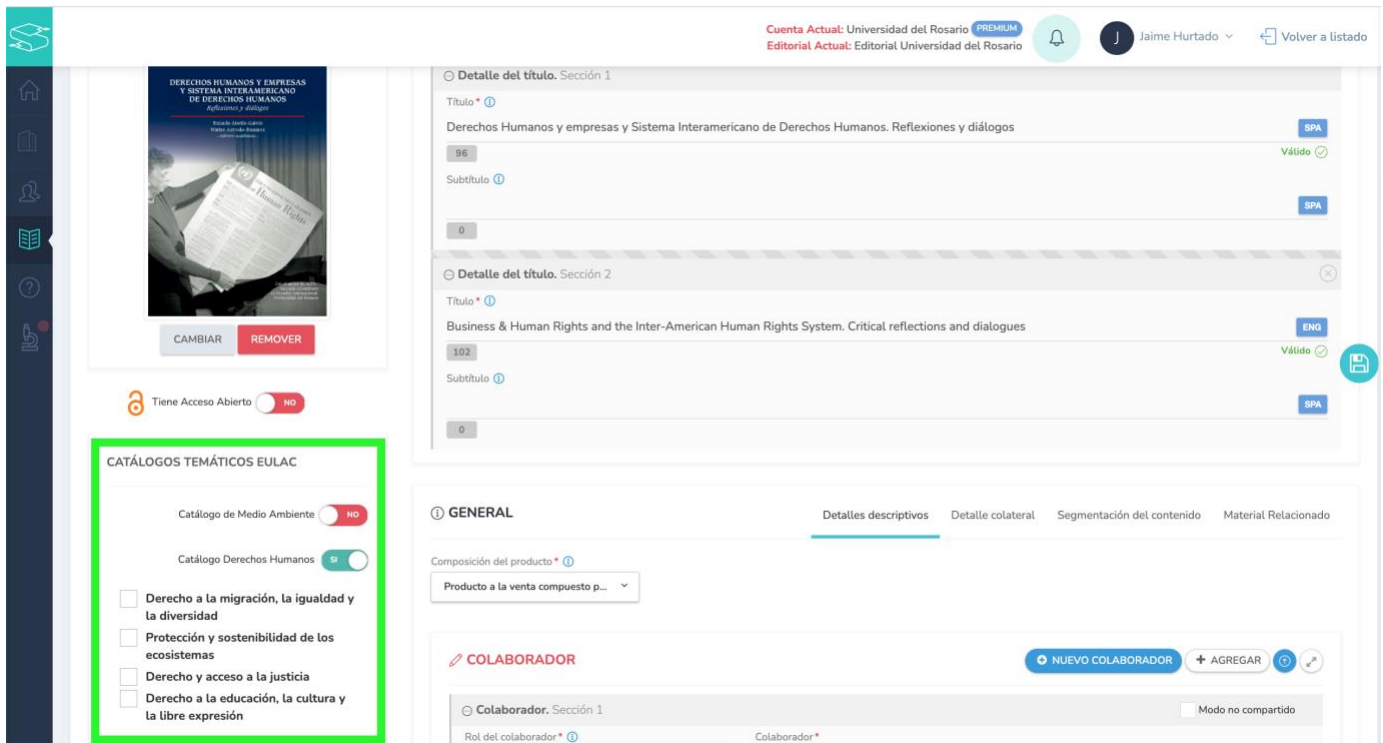 Cuenta Actual: Universidad del Rosario PREMIUM
Editorial Actual: Editorial Universidad del Rosario
J
Jaime Hurtado
Volver a listado
DERECHOS HUMANOS Y EMPRESAS
Y SISTEMA INTERAMERICANO
DE DERECHOS HUMANOS
Reflexiones y diálogos
Human Rights
CAMBIAR
REMOVER
Tiene Acceso Abierto NO
CATÁLOGOS TEMÁTICOS EULAC
Catálogo de Medio Ambiente NO
Catálogo Derechos Humanos SI
Derecho a la migración, la igualdad y
la diversidad
Protección y sostenibilidad de los
ecosistemas
Derecho y acceso a la justicia
Derecho a la educación, la cultura y
la libre expresión
Detalle del título. Sección 1
Título *
Derechos Humanos y empresas y Sistema Interamericano de Derechos Humanos. Reflexiones y diálogos
SPA
96
Válido
Subtítulo
SPA
0
Detalle del título. Sección 2
Título *
Business & Human Rights and the Inter-American Human Rights System. Critical reflections and dialogues
ENG
102
Válido
Subtítulo
SPA
0
GENERAL
Detalles descriptivos
Detalle colateral
Segmentación del contenido
Material Relacionado
Composición del producto *
Producto a la venta compuesto p...
COLABORADOR
NUEVO COLABORADOR
+ AGREGAR
Colaborador. Sección 1
Modo no compartido
Rol del colaborador *
Colaborador *